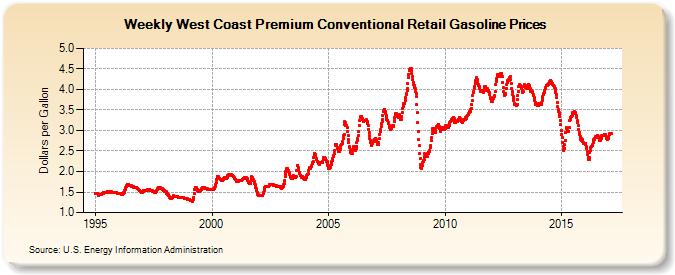 Weekly West Coast Premium Conventional Retail Gasoline Prices
Dollars per Gallon
5.0
4.5
4.0
3.5
3.0
2.5
2.0
1.5
1.0
1995 2000 2005 2010 2015
Source: U.S. Energy Information Administration